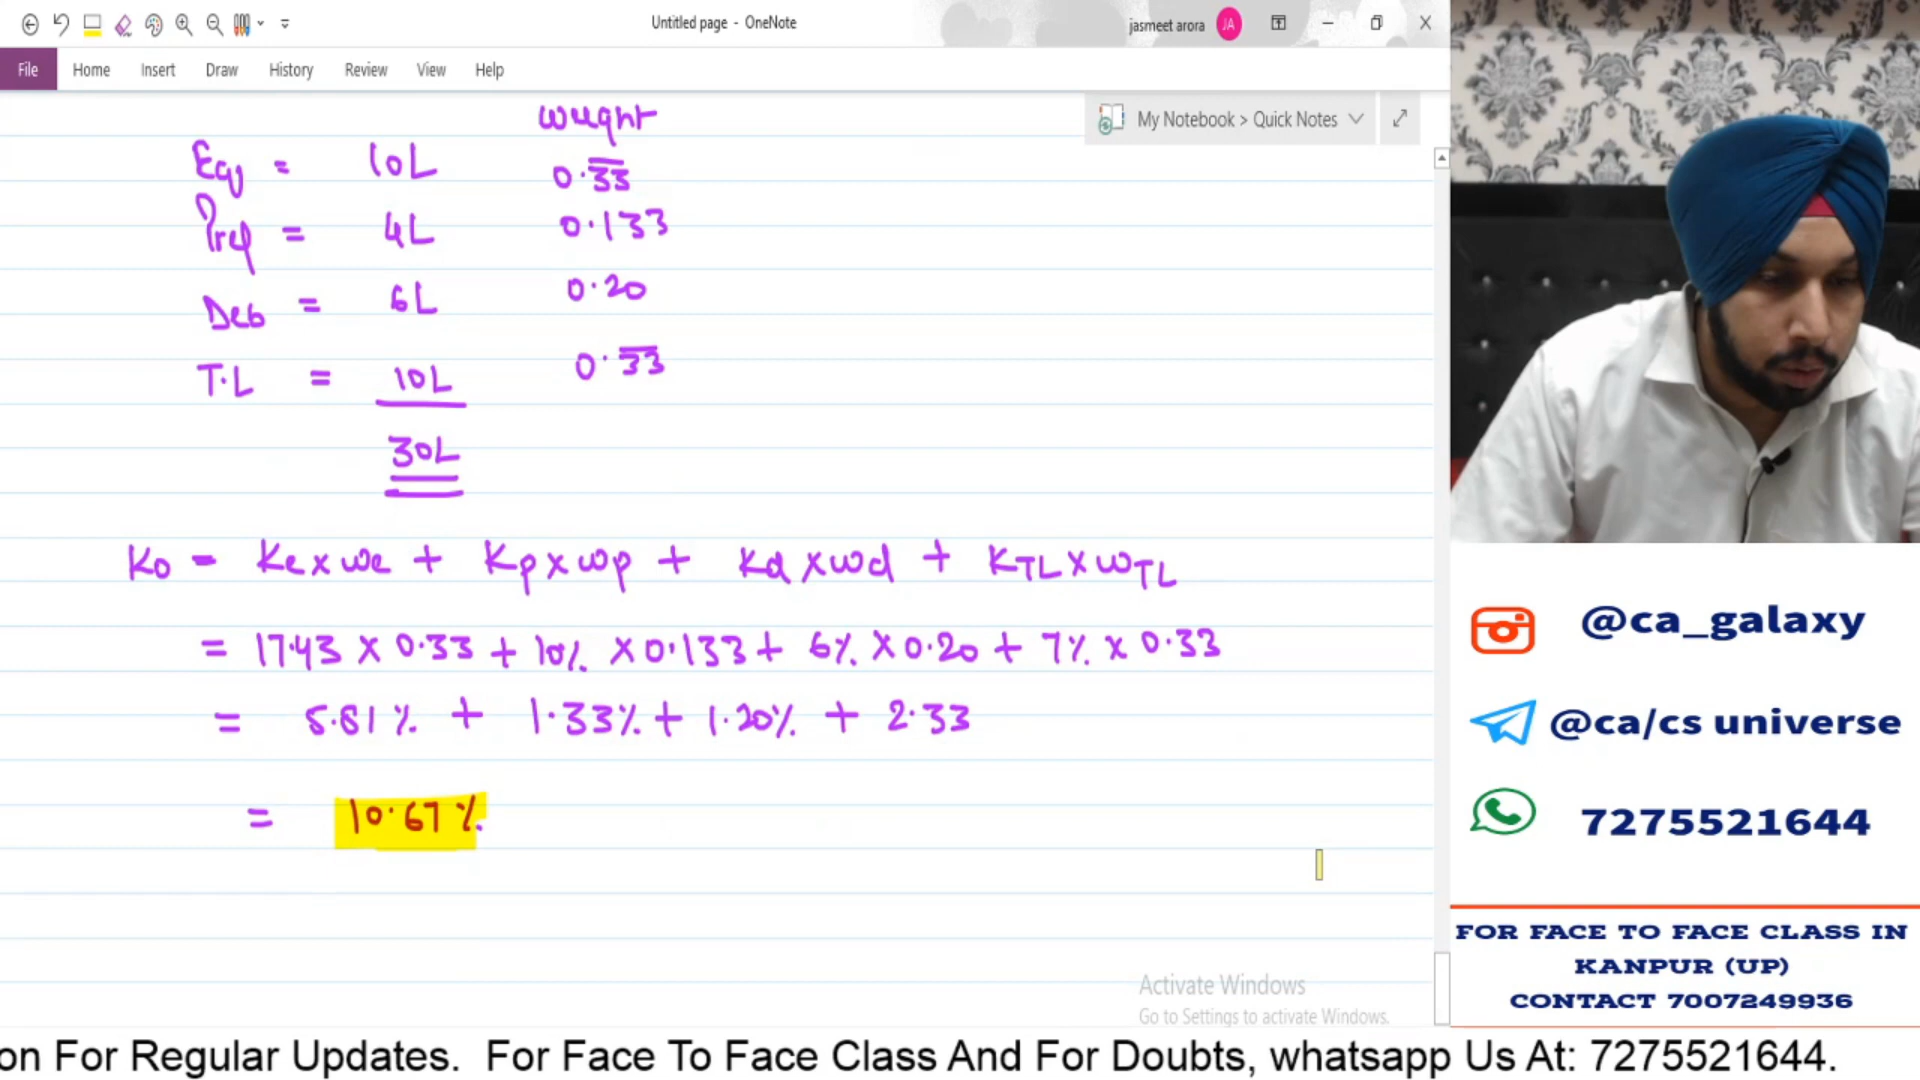 Untitled page - OneNote
jasmeet arora JA
File Home Insert Draw History Review View Help
My Notebook > Quick Notes
weight
Eqy = 10L 0.33
Pref = 4L 0.133
Deb = 6L 0.20
T.L = 10L 0.33
30L
Ko = Ke x we + Kp x wp + Kd x wd + KTL x wTL
= 17.43 x 0.33 + 10% x 0.133 + 6% x 0.20 + 7% x 0.33
= 5.81% + 1.33% + 1.20% + 2.33
= 10.67%
Activate Windows
Go to Settings to activate Windows.
@ca_galaxy
@ca/cs universe
7275521644
FOR FACE TO FACE CLASS IN
KANPUR (UP)
CONTACT 7007249936
on For Regular Updates. For Face To Face Class And For Doubts, whatsapp Us At: 7275521644.